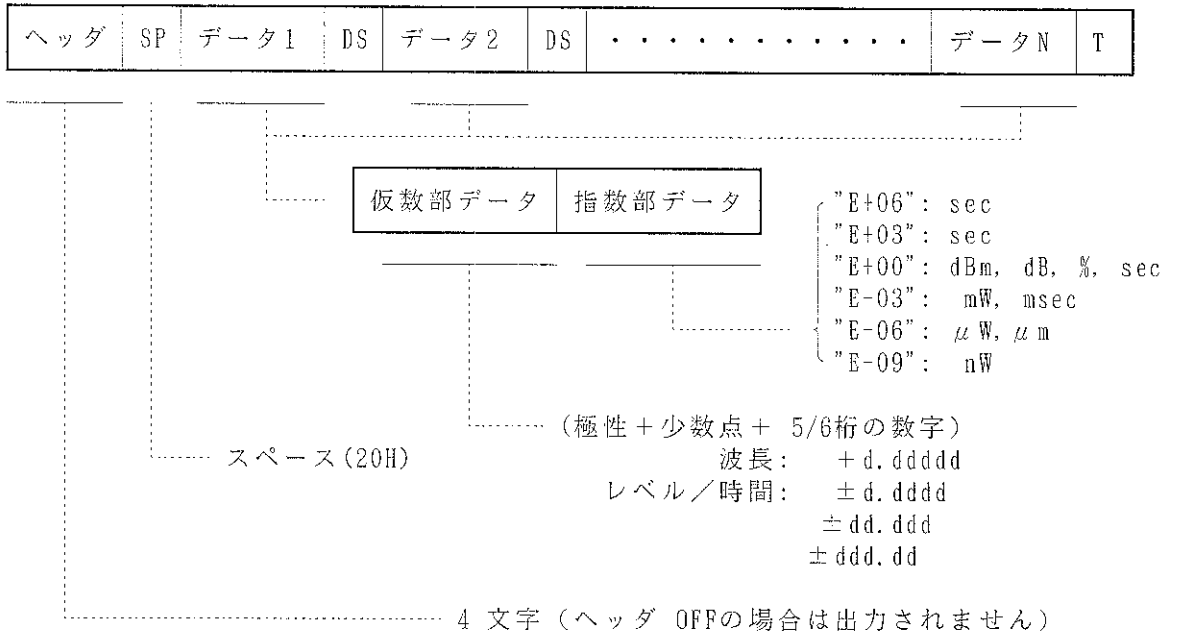 ヘッダ SP データ1 DS データ2 DS ・・・・・・・・・・・ データN T
仮数部データ 指数部データ
"E+06": sec
"E+03": sec
"E+00": dBm, dB, %, sec
"E-03": mW, msec
"E-06": μW, μm
"E-09": nW
(極性+少数点+ 5/6桁の数字)
スペース(20H)
波長: +d.ddddd
レベル/時間: ±d.dddd
±dd.ddd
±ddd.dd
4 文字 (ヘッダ OFFの場合は出力されません)